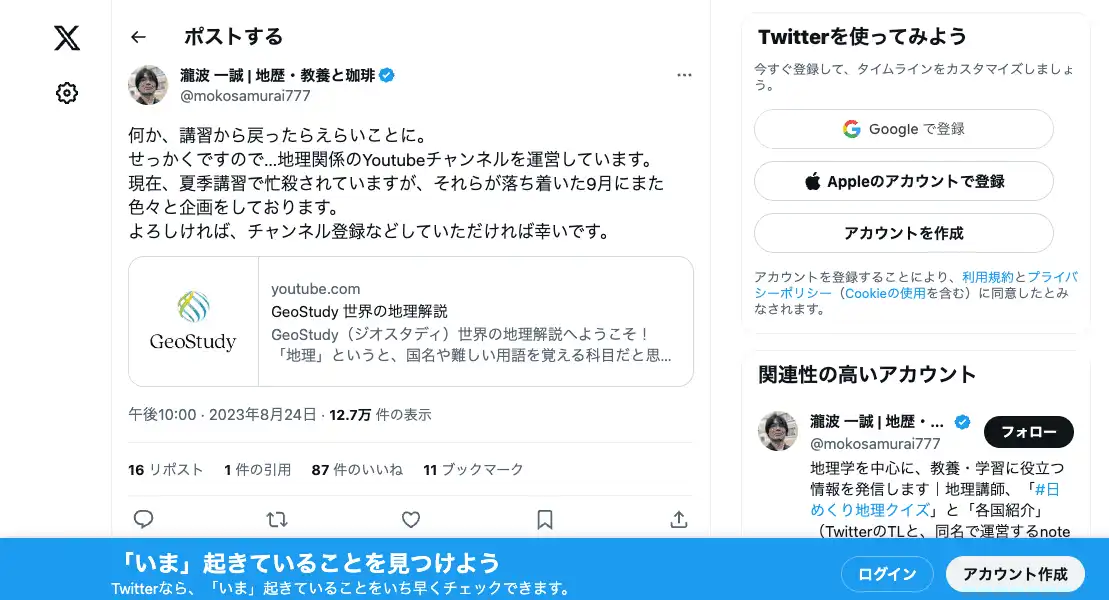 ポストする
瀧波 一誠 | 地歴・教養と珈琲
@mokosamurai777
何か、講習から戻ったらえらいことに。
せっかくですので...地理関係のYoutubeチャンネルを運営しています。
現在、夏季講習で忙殺されていますが、それらが落ち着いた9月にまた
色々と企画をしております。
よろしければ、チャンネル登録などしていただければ幸いです。
GeoStudy
youtube.com
GeoStudy 世界の地理解説
GeoStudy（ジオスタディ）世界の地理解説へようこそ！
「地理」というと、国名や難しい用語を覚える科目だと思...
午後10:00 · 2023年8月24日 · 12.7万 件の表示
16 リポスト 1 件の引用 87 件のいいね 11 ブックマーク
Twitterを使ってみよう
今すぐ登録して、タイムラインをカスタマイズしましょ
う。
Google で登録
Appleのアカウントで登録
アカウントを作成
アカウントを登録することにより、利用規約とプライバ
シーポリシー（Cookieの使用を含む）に同意したとみ
なされます。
関連性の高いアカウント
瀧波 一誠 | 地歴・...
@mokosamurai777
フォロー
地理学を中心に、教養・学習に役立つ
情報を発信します｜地理講師、「#日
めくり地理クイズ」と「各国紹介」
（TwitterのTLと、同名で運営するnote
「いま」起きていることを見つけよう
Twitterなら、「いま」起きていることをいち早くチェックできます。
ログイン
アカウント作成